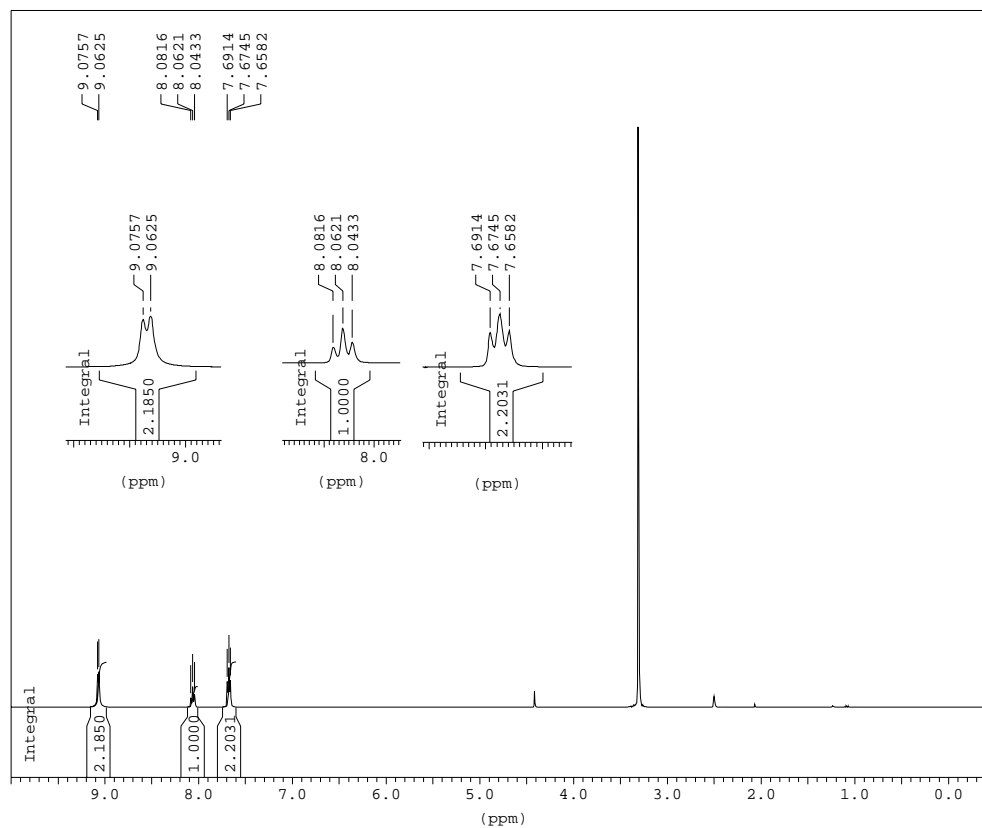 9.0757
9.0625
8.0816
8.0621
8.0433
7.6914
7.6745
7.6582
9.0757
9.0625
8.0816
8.0621
8.0433
7.6914
7.6745
7.6582
Integral
2.1850
Integral
1.0000
Integral
2.2031
9.0
8.0
(ppm)
(ppm)
(ppm)
Integral
2.1850
1.0000
2.2031
9.0 8.0 7.0 6.0 5.0 4.0 3.0 2.0 1.0 0.0
(ppm)